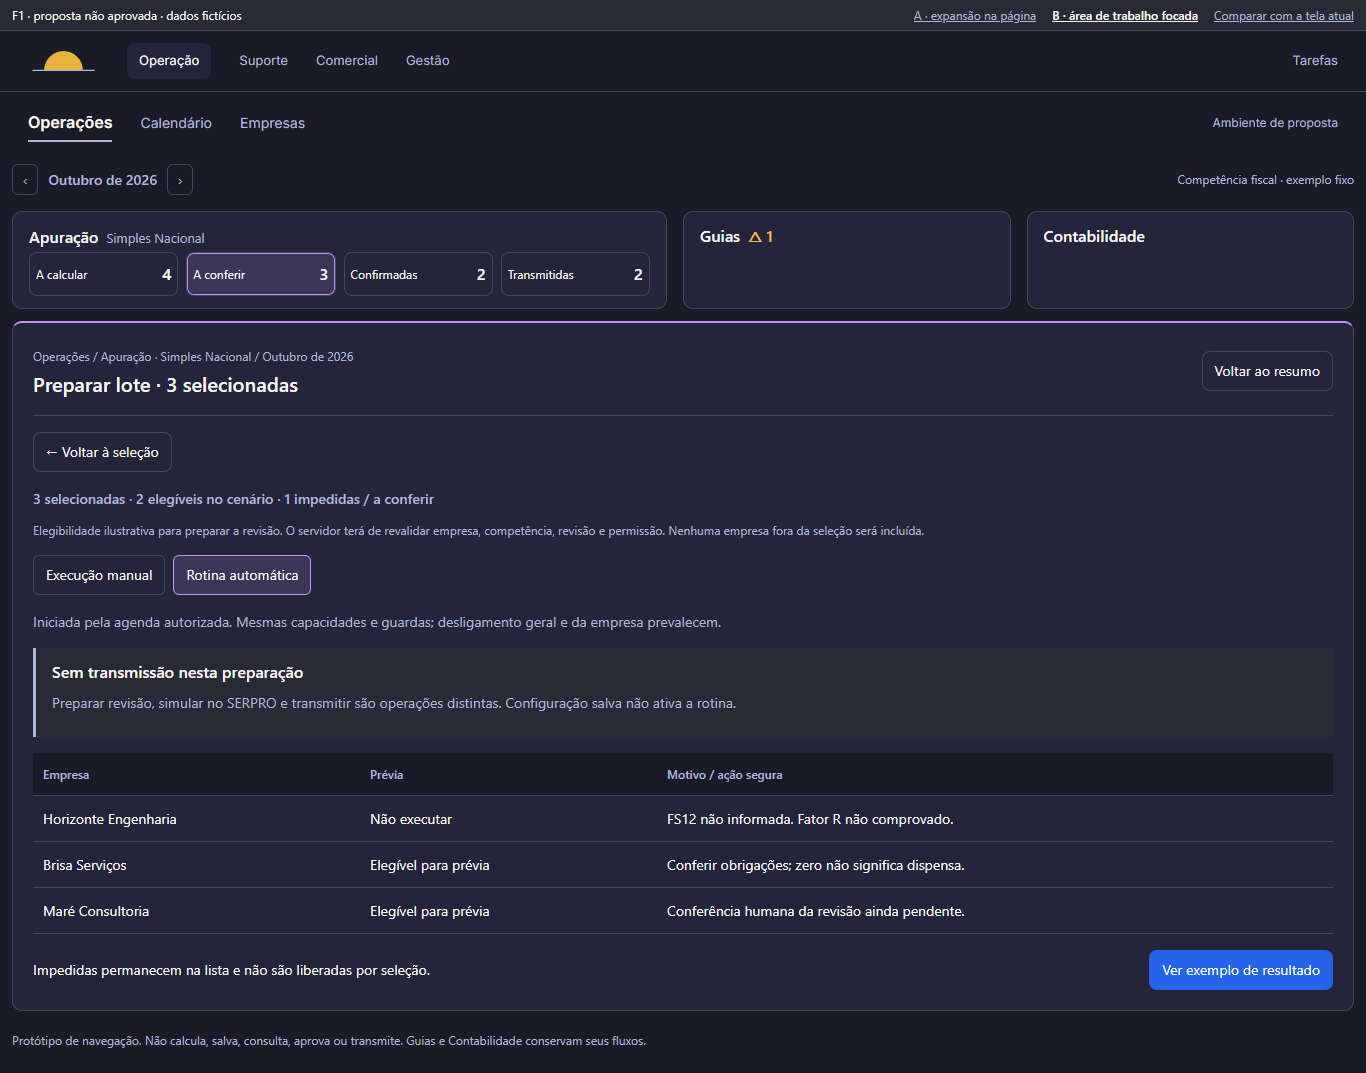 F1 · proposta não aprovada · dados fictícios
A · expansão na página
B · área de trabalho focada
Comparar com a tela atual
Operação
Suporte
Comercial
Gestão
Tarefas
Operações
Calendário
Empresas
Ambiente de proposta
‹
Outubro de 2026
›
Competência fiscal · exemplo fixo
Apuração Simples Nacional
A calcular 4
A conferir 3
Confirmadas 2
Transmitidas 2
Guias △ 1
Contabilidade
Operações / Apuração · Simples Nacional / Outubro de 2026
Preparar lote · 3 selecionadas
Voltar ao resumo
← Voltar à seleção
3 selecionadas · 2 elegíveis no cenário · 1 impedidas / a conferir
Elegibilidade ilustrativa para preparar a revisão. O servidor terá de revalidar empresa, competência, revisão e permissão. Nenhuma empresa fora da seleção será incluída.
Execução manual
Rotina automática
Iniciada pela agenda autorizada. Mesmas capacidades e guardas; desligamento geral e da empresa prevalecem.
Sem transmissão nesta preparação
Preparar revisão, simular no SERPRO e transmitir são operações distintas. Configuração salva não ativa a rotina.
Empresa Prévia Motivo / ação segura
Horizonte Engenharia Não executar FS12 não informada. Fator R não comprovado.
Brisa Serviços Elegível para prévia Conferir obrigações; zero não significa dispensa.
Maré Consultoria Elegível para prévia Conferência humana da revisão ainda pendente.
Impedidas permanecem na lista e não são liberadas por seleção.
Ver exemplo de resultado
Protótipo de navegação. Não calcula, salva, consulta, aprova ou transmite. Guias e Contabilidade conservam seus fluxos.